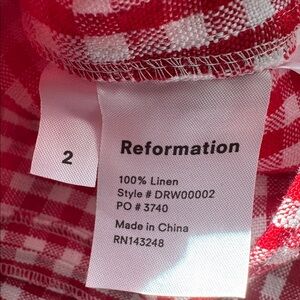 2
Reformation
100% Linen
Style # DRW00002
PO # 3740
Made in China
RN143248